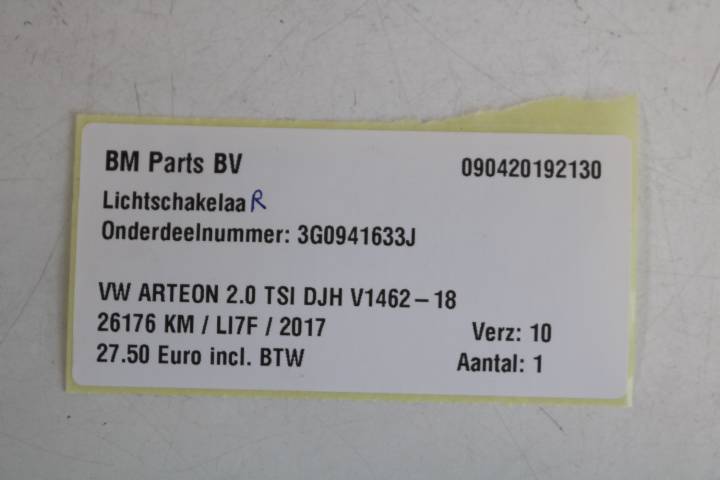 BM Parts BV 090420192130
LichtschakelaaR
Onderdeelnummer: 3G0941633J
VW ARTEON 2.0 TSI DJH V1462-18
26176 KM / LI7F / 2017 Verz: 10
27.50 Euro incl. BTW Aantal: 1